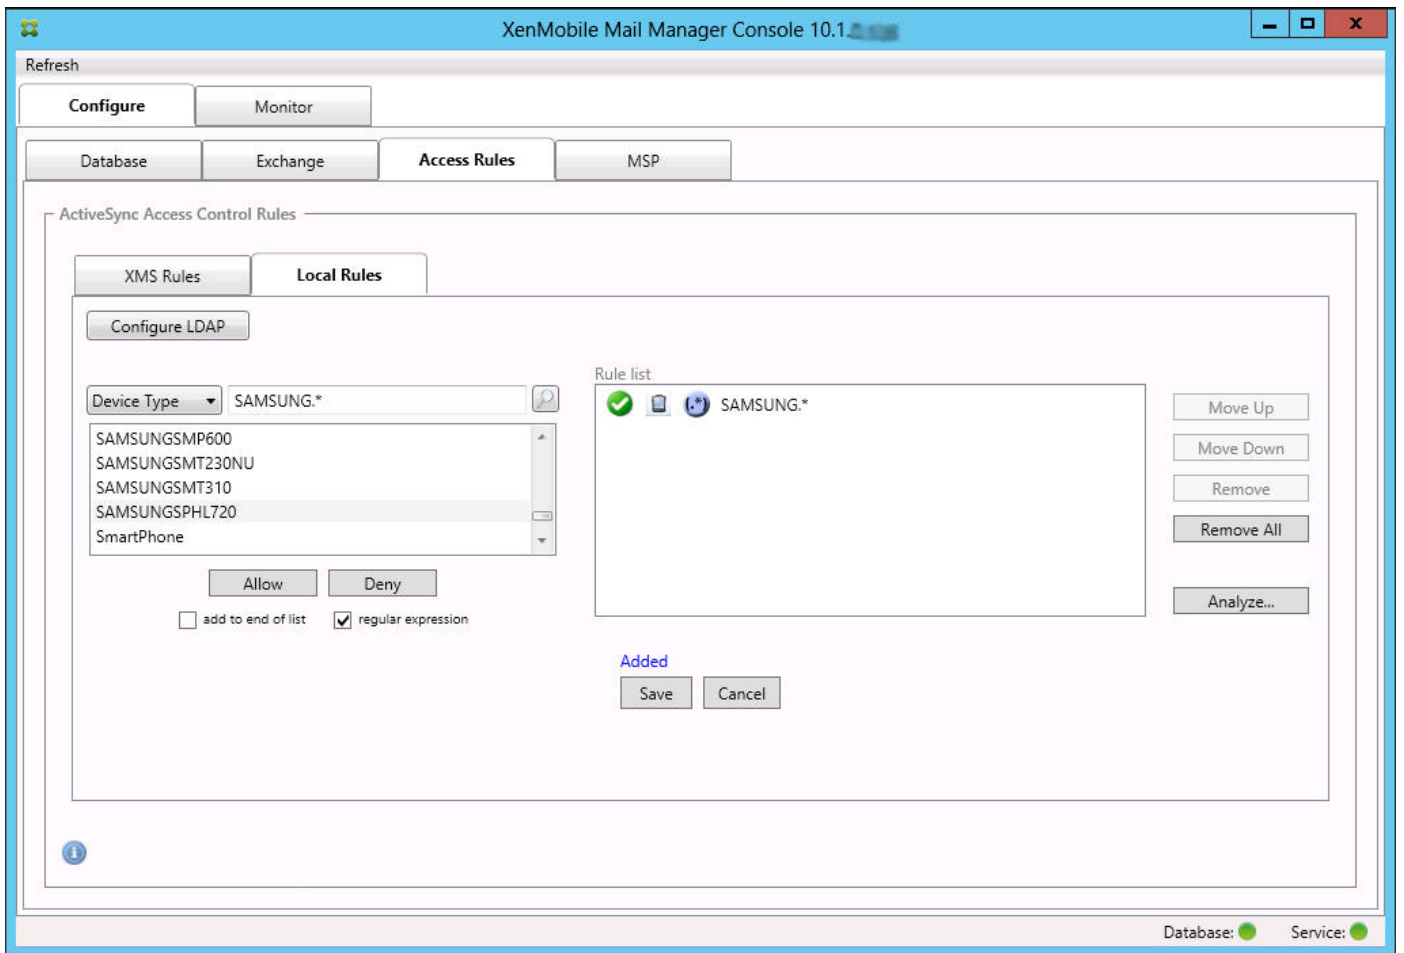 XenMobile Mail Manager Console 10.1.
Refresh
Configure
Monitor
Database
Exchange
Access Rules
MSP
ActiveSync Access Control Rules
XMS Rules
Local Rules
Configure LDAP
Rule list
Device Type
SAMSUNG.*
(.*) SAMSUNG.*
SAMSUNGSMP600
SAMSUNGSMT230NU
SAMSUNGSMT310
SAMSUNGSPHL720
SmartPhone
Move Up
Move Down
Remove
Remove All
Analyze...
Allow
Deny
add to end of list
regular expression
Added
Save
Cancel
Database:
Service: